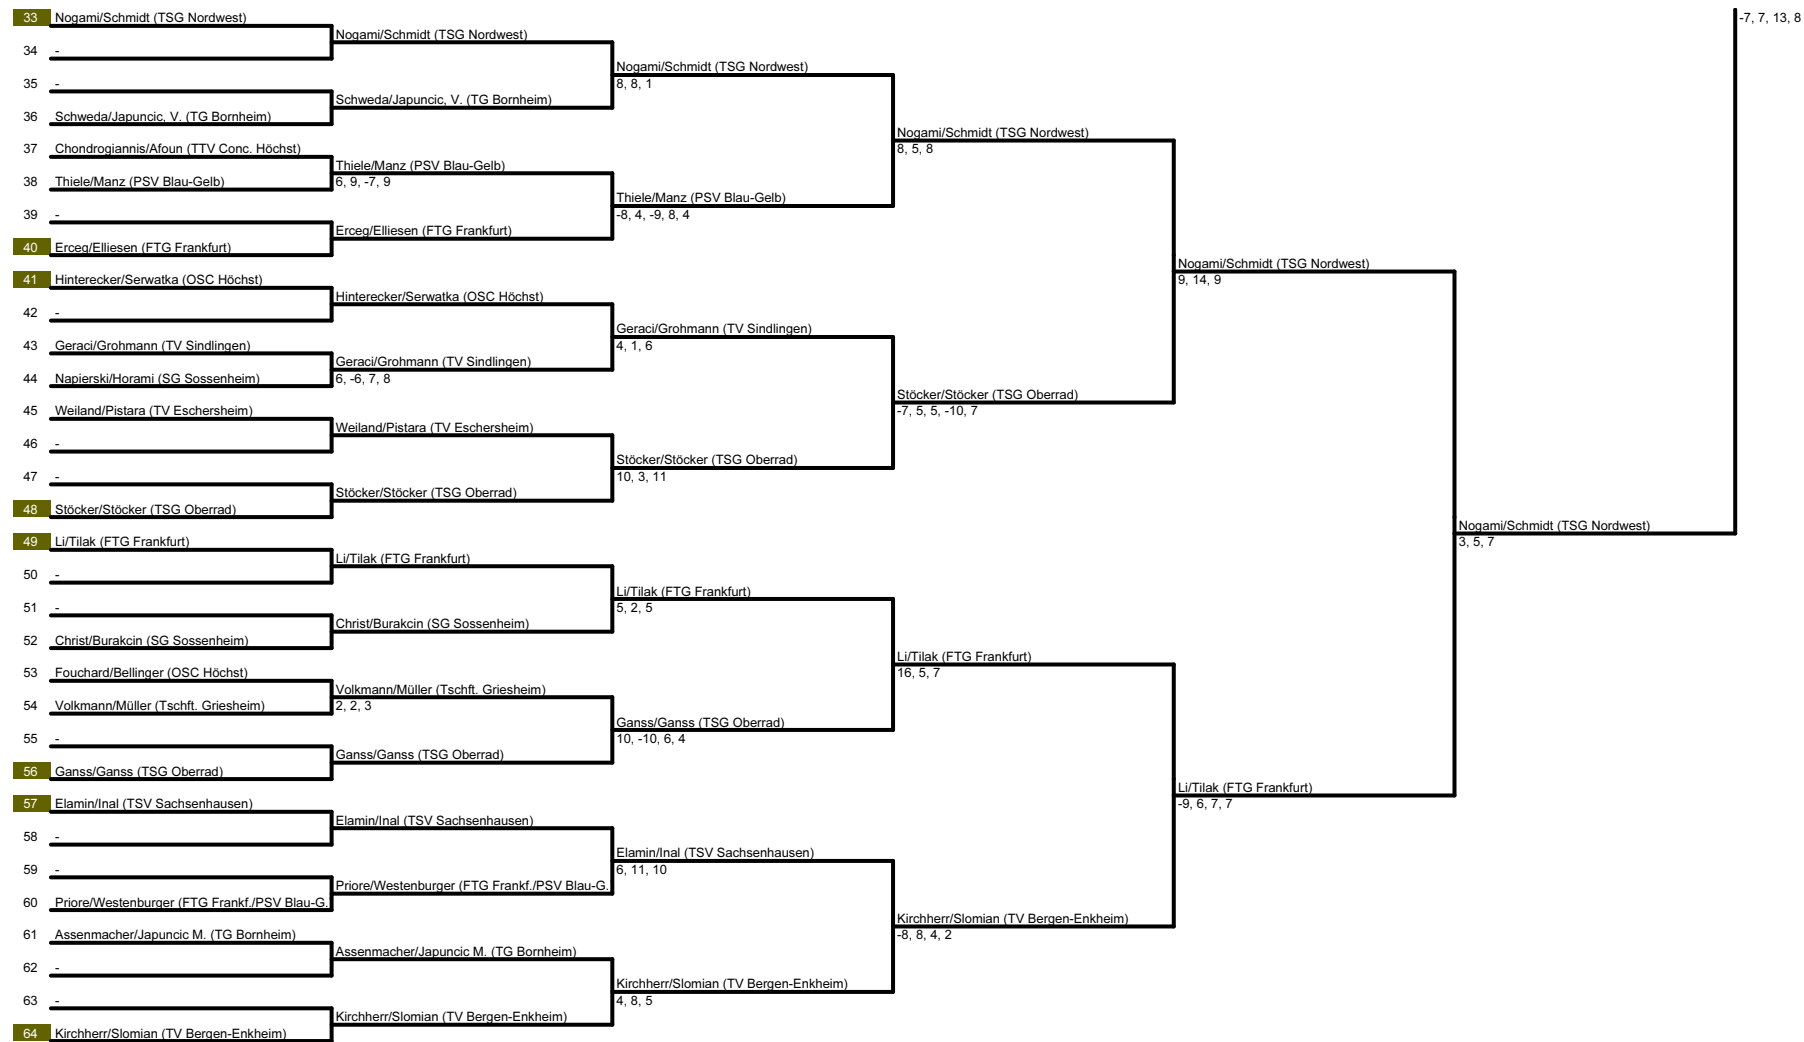 -7, 7, 13, 8
33 Nogami/Schmidt (TSG Nordwest)
Nogami/Schmidt (TSG Nordwest)
34 -
Nogami/Schmidt (TSG Nordwest)
8, 8, 1
35 -
Schweda/Japuncic, V. (TG Bornheim)
36 Schweda/Japuncic, V. (TG Bornheim)
Nogami/Schmidt (TSG Nordwest)
8, 5, 8
37 Chondrogiannis/Afoun (TTV Conc. Höchst)
Thiele/Manz (PSV Blau-Gelb)
6, 9, -7, 9
38 Thiele/Manz (PSV Blau-Gelb)
Thiele/Manz (PSV Blau-Gelb)
-8, 4, -9, 8, 4
39 -
Erceg/Elliesen (FTG Frankfurt)
40 Erceg/Elliesen (FTG Frankfurt)
Nogami/Schmidt (TSG Nordwest)
9, 14, 9
41 Hinterecker/Serwatka (OSC Höchst)
Hinterecker/Serwatka (OSC Höchst)
42 -
Geraci/Grohmann (TV Sindlingen)
4, 1, 6
43 Geraci/Grohmann (TV Sindlingen)
Geraci/Grohmann (TV Sindlingen)
6, -6, 7, 8
44 Napierski/Horami (SG Sossenheim)
Stöcker/Stöcker (TSG Oberrad)
-7, 5, 5, -10, 7
45 Weiland/Pistara (TV Eschersheim)
Weiland/Pistara (TV Eschersheim)
46 -
Stöcker/Stöcker (TSG Oberrad)
10, 3, 11
47 -
Stöcker/Stöcker (TSG Oberrad)
48 Stöcker/Stöcker (TSG Oberrad)
Nogami/Schmidt (TSG Nordwest)
3, 5, 7
49 Li/Tilak (FTG Frankfurt)
Li/Tilak (FTG Frankfurt)
50 -
Li/Tilak (FTG Frankfurt)
5, 2, 5
51 -
Christ/Burakcin (SG Sossenheim)
52 Christ/Burakcin (SG Sossenheim)
Li/Tilak (FTG Frankfurt)
16, 5, 7
53 Fouchard/Bellinger (OSC Höchst)
Volkmann/Müller (Tschft. Griesheim)
2, 2, 3
54 Volkmann/Müller (Tschft. Griesheim)
Ganss/Ganss (TSG Oberrad)
10, -10, 6, 4
55 -
Ganss/Ganss (TSG Oberrad)
56 Ganss/Ganss (TSG Oberrad)
Li/Tilak (FTG Frankfurt)
-9, 6, 7, 7
57 Elamin/Inal (TSV Sachsenhausen)
Elamin/Inal (TSV Sachsenhausen)
58 -
Elamin/Inal (TSV Sachsenhausen)
6, 11, 10
59 -
Priore/Westenburger (FTG Frankf./PSV Blau-G.
60 Priore/Westenburger (FTG Frankf./PSV Blau-G.
Kirchherr/Slomian (TV Bergen-Enkheim)
-8, 8, 4, 2
61 Assenmacher/Japuncic M. (TG Bornheim)
Assenmacher/Japuncic M. (TG Bornheim)
62 -
Kirchherr/Slomian (TV Bergen-Enkheim)
4, 8, 5
63 -
Kirchherr/Slomian (TV Bergen-Enkheim)
64 Kirchherr/Slomian (TV Bergen-Enkheim)